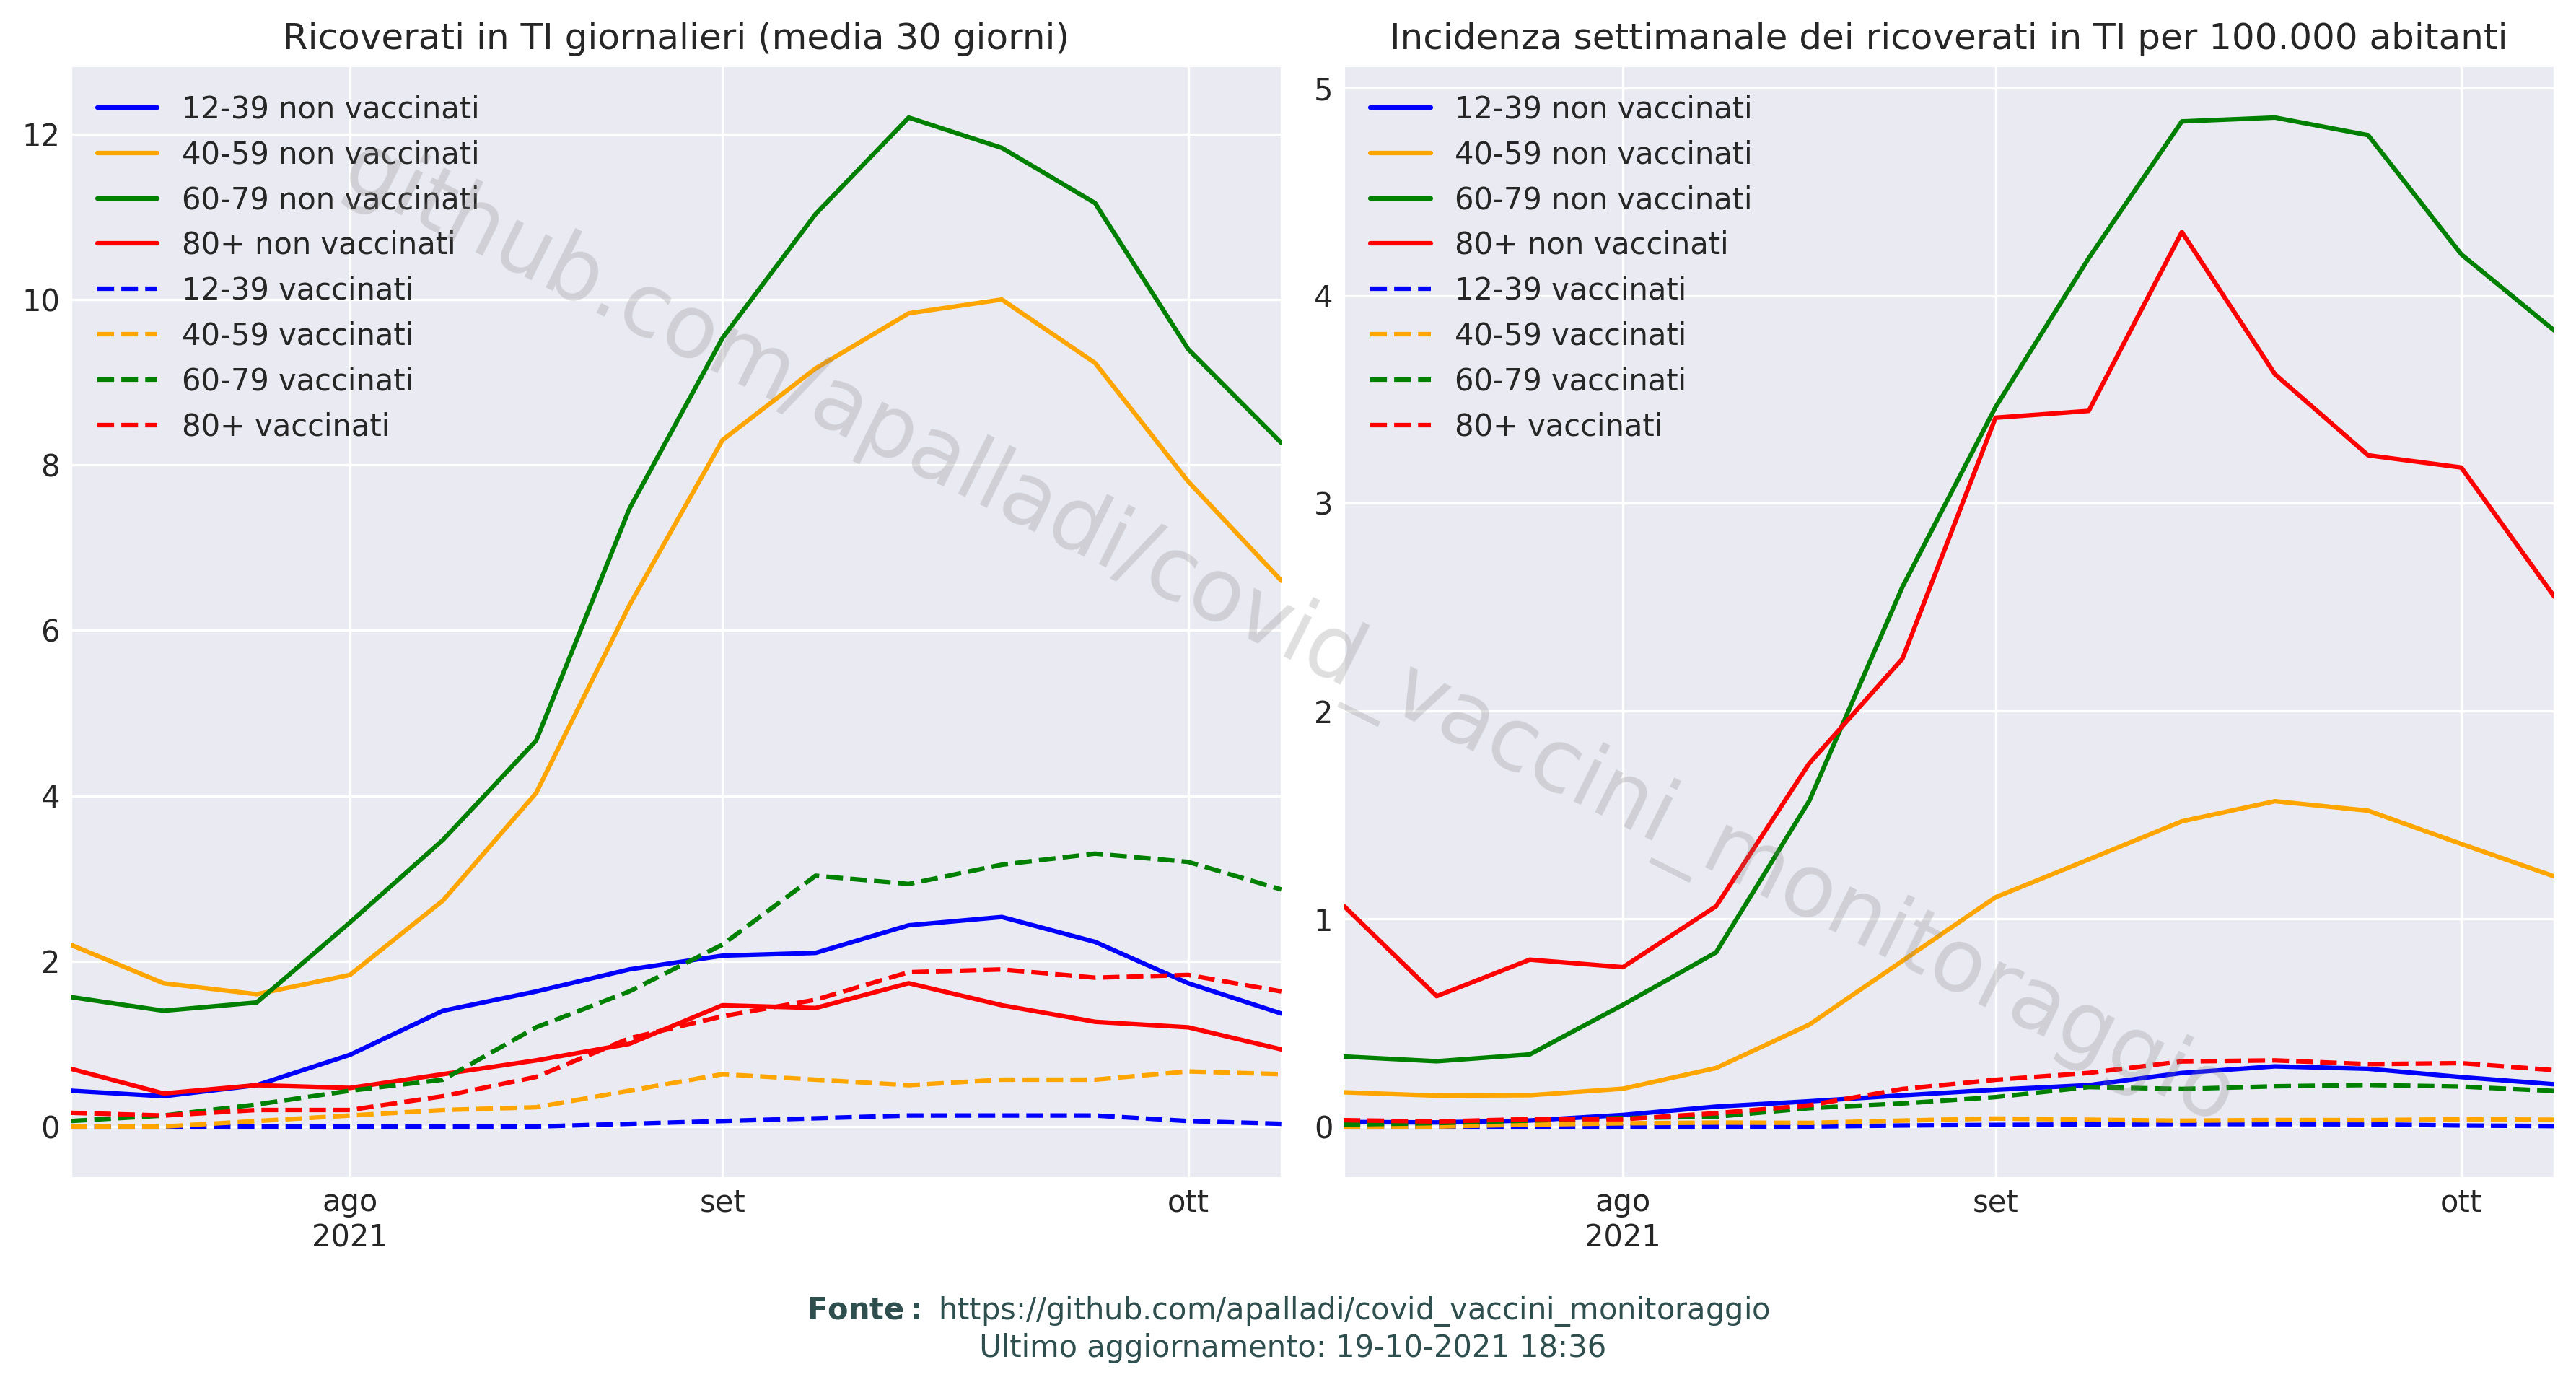 Ricoverati in TI giornalieri (media 30 giorni)
12
10
8
6
4
2
0
12-39 non vaccinati
40-59 non vaccinati
60-79 non vaccinati
80+ non vaccinati
12-39 vaccinati
40-59 vaccinati
60-79 vaccinati
80+ vaccinati
ago
2021
set
ott
Incidenza settimanale dei ricoverati in TI per 100.000 abitanti
5
4
3
2
1
0
12-39 non vaccinati
40-59 non vaccinati
60-79 non vaccinati
80+ non vaccinati
12-39 vaccinati
40-59 vaccinati
60-79 vaccinati
80+ vaccinati
ago
2021
set
ott
github.com/apalladi/covid_vaccini_monitoraggio
Fonte: https://github.com/apalladi/covid_vaccini_monitoraggio
Ultimo aggiornamento: 19-10-2021 18:36